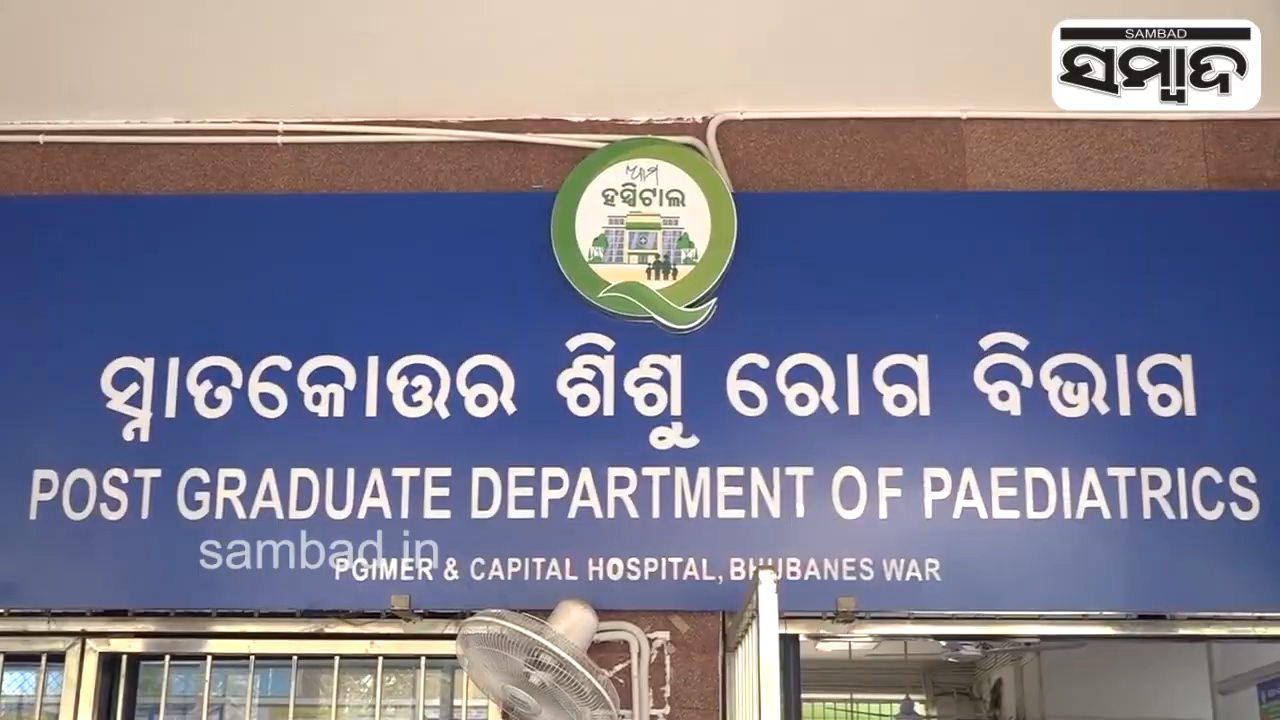 SAMBAD
ସମ୍ବାଦ
ଆମ
ହସ୍ପିଟାଲ
ସ୍ନାତକୋତ୍ତର ଶିଶୁ ରୋଗ ବିଭାଗ
POST GRADUATE DEPARTMENT OF PAEDIATRICS
sambad.in
PGIMER & CAPITAL HOSPITAL, BHUBANES WAR